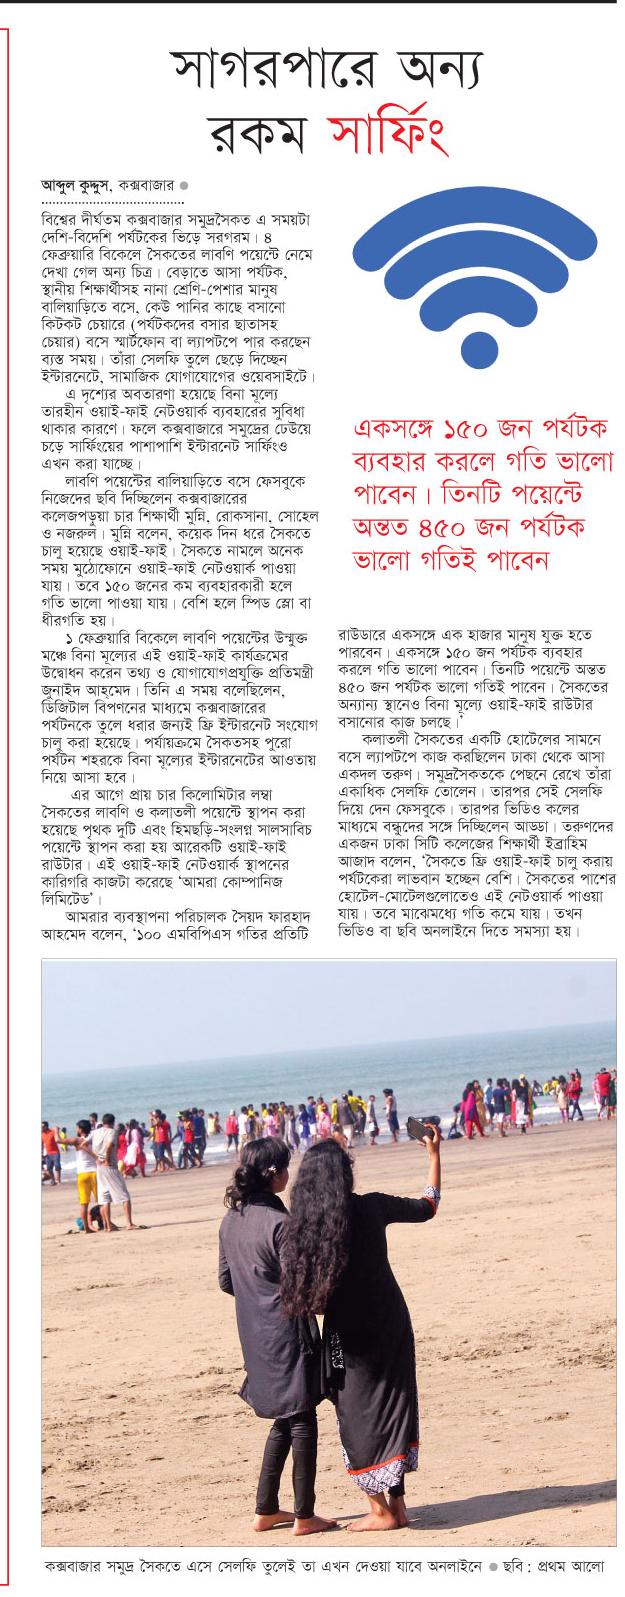 সাগরপারে অন্য
রকম সার্ফিং
আব্দুল কুদ্দুস, কক্সবাজার ●
বিশ্বের দীর্ঘতম কক্সবাজার সমুদ্রসৈকত এ সময়টা
দেশি-বিদেশি পর্যটকের ভিড়ে সরগরম। ৪
ফেব্রুয়ারি বিকেলে সৈকতের লাবণি পয়েন্টে নেমে
দেখা গেল অন্য চিত্র। বেড়াতে আসা পর্যটক,
স্থানীয় শিক্ষার্থীসহ নানা শ্রেণি-পেশার মানুষ
বালিয়াড়িতে বসে, কেউ পানির কাছে বসানো
কিটকট চেয়ারে (পর্যটকদের বসার ছাতাসহ
চেয়ার) বসে স্মার্টফোন বা ল্যাপটপে পার করছেন
ব্যস্ত সময়। তাঁরা সেলফি তুলে ছেড়ে দিচ্ছেন
ইন্টারনেটে, সামাজিক যোগাযোগের ওয়েবসাইটে।
এ দৃশ্যের অবতারণা হয়েছে বিনা মূল্যে
তারহীন ওয়াই-ফাই নেটওয়ার্ক ব্যবহারের সুবিধা
থাকার কারণে। ফলে কক্সবাজারে সমুদ্রের ঢেউয়ে
চড়ে সার্ফিংয়ের পাশাপাশি ইন্টারনেট সার্ফিংও
এখন করা যাচ্ছে।
লাবণি পয়েন্টের বালিয়াড়িতে বসে ফেসবুকে
নিজেদের ছবি দিচ্ছিলেন কক্সবাজারের
কলেজপড়ুয়া চার শিক্ষার্থী মুন্নি, রোকসানা, সোহেল
ও নজরুল। মুন্নি বলেন, কয়েক দিন ধরে সৈকতে
চালু হয়েছে ওয়াই-ফাই। সৈকতে নামলে অনেক
সময় মুঠোফোনে ওয়াই-ফাই নেটওয়ার্ক পাওয়া
যায়। তবে ১৫০ জনের কম ব্যবহারকারী হলে
গতি ভালো পাওয়া যায়। বেশি হলে স্পিড স্লো বা
ধীরগতি হয়।
১ ফেব্রুয়ারি বিকেলে লাবণি পয়েন্টের উন্মুক্ত
মঞ্চে বিনা মূল্যের এই ওয়াই-ফাই কার্যক্রমের
উদ্বোধন করেন তথ্য ও যোগাযোগপ্রযুক্তি প্রতিমন্ত্রী
জুনাইদ আহ্‌মেদ। তিনি এ সময় বলেছিলেন,
ডিজিটাল বিপণনের মাধ্যমে কক্সবাজারের
পর্যটনকে তুলে ধরার জন্যই ফ্রি ইন্টারনেট সংযোগ
চালু করা হয়েছে। পর্যায়ক্রমে সৈকতসহ পুরো
পর্যটন শহরকে বিনা মূল্যের ইন্টারনেটের আওতায়
নিয়ে আসা হবে।
এর আগে প্রায় চার কিলোমিটার লম্বা
সৈকতের লাবণি ও কলাতলী পয়েন্টে স্থাপন করা
হয়েছে পৃথক দুটি এবং হিমছড়ি-সংলগ্ন সালসাবিচ
পয়েন্টে স্থাপন করা হয় আরেকটি ওয়াই-ফাই
রাউটার। এই ওয়াই-ফাই নেটওয়ার্ক স্থাপনের
কারিগরি কাজটা করেছে ‘আমরা কোম্পানিজ
লিমিটেড’।
আমরার ব্যবস্থাপনা পরিচালক সৈয়দ ফারহাদ
আহমেদ বলেন, ‘১০০ এমবিপিএস গতির প্রতিটি
একসঙ্গে ১৫০ জন পর্যটক
ব্যবহার করলে গতি ভালো
পাবেন। তিনটি পয়েন্টে
অন্তত ৪৫০ জন পর্যটক
ভালো গতিই পাবেন
রাউডারে একসঙ্গে এক হাজার মানুষ যুক্ত হতে
পারবেন। একসঙ্গে ১৫০ জন পর্যটক ব্যবহার
করলে গতি ভালো পাবেন। তিনটি পয়েন্টে অন্তত
৪৫০ জন পর্যটক ভালো গতিই পাবেন। সৈকতের
অন্যান্য স্থানেও বিনা মূল্যে ওয়াই-ফাই রাউটার
বসানোর কাজ চলছে।’
কলাতলী সৈকতের একটি হোটেলের সামনে
বসে ল্যাপটপে কাজ করছিলেন ঢাকা থেকে আসা
একদল তরুণ। সমুদ্রসৈকতকে পেছনে রেখে তাঁরা
একাধিক সেলফি তোলেন। তারপর সেই সেলফি
দিয়ে দেন ফেসবুকে। তারপর ভিডিও কলের
মাধ্যমে বন্ধুদের সঙ্গে দিচ্ছিলেন আড্ডা। তরুণদের
একজন ঢাকা সিটি কলেজের শিক্ষার্থী ইব্রাহিম
আজাদ বলেন, ‘সৈকতে ফ্রি ওয়াই-ফাই চালু করায়
পর্যটকেরা লাভবান হচ্ছেন বেশি। সৈকতের পাশের
হোটেল-মোটেলগুলোতেও এই নেটওয়ার্ক পাওয়া
যায়। তবে মাঝেমধ্যে গতি কমে যায়। তখন
ভিডিও বা ছবি অনলাইনে দিতে সমস্যা হয়।
কক্সবাজার সমুদ্র সৈকতে এসে সেলফি তুলেই তা এখন দেওয়া যাবে অনলাইনে ● ছবি : প্রথম আলো